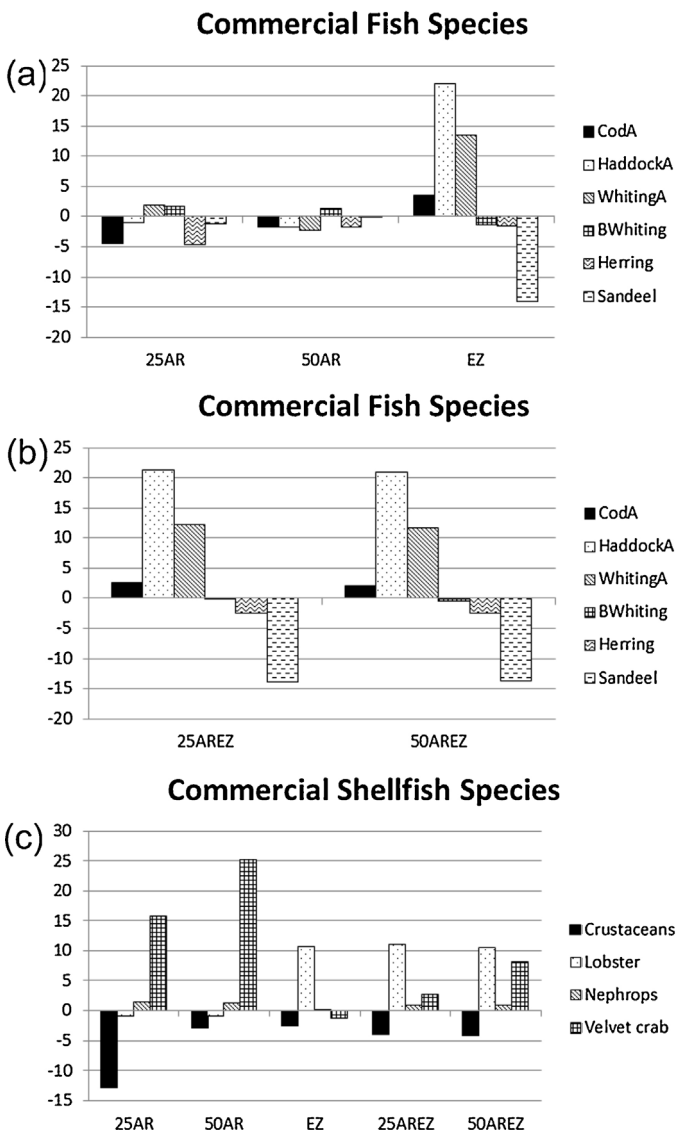 Commercial Fish Species
(a)
25
20
15
10
5
0
-5
-10
-15
-20
25AR 50AR EZ
CodA
HaddockA
WhitingA
BWhiting
Herring
Sandeel
Commercial Fish Species
(b)
25
20
15
10
5
0
-5
-10
-15
-20
25AREZ 50AREZ
CodA
HaddockA
WhitingA
BWhiting
Herring
Sandeel
Commercial Shellfish Species
(c)
30
25
20
15
10
5
0
-5
-10
-15
25AR 50AR EZ 25AREZ 50AREZ
Crustaceans
Lobster
Nephrops
Velvet crab